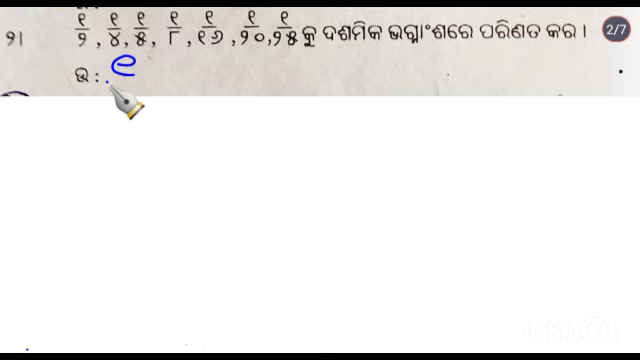 ୨। ୧/୨, ୧/୪, ୧/୫, ୧/୮, ୧/୧୬, ୧/୨୦, ୧/୨୫ କୁ ଦଶମିକ ଭଗ୍ନାଂଶରେ ପରିଣତ କର। 2/7
ଉ: ୧